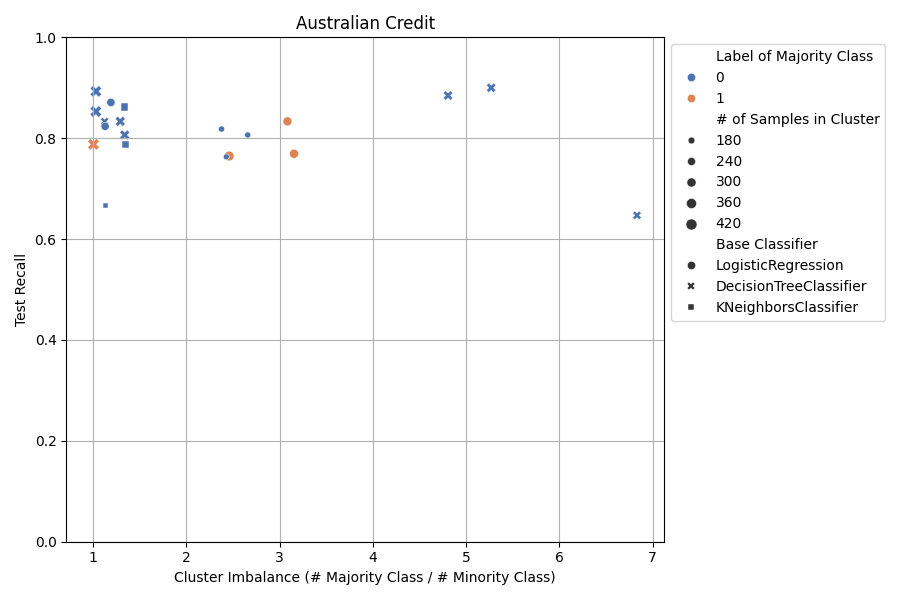 Australian Credit
Test Recall
1.0
0.8
0.6
0.4
0.2
0.0
1 2 3 4 5 6 7
Cluster Imbalance (# Majority Class / # Minority Class)
Label of Majority Class
0
1
# of Samples in Cluster
180
240
300
360
420
Base Classifier
LogisticRegression
DecisionTreeClassifier
KNeighborsClassifier